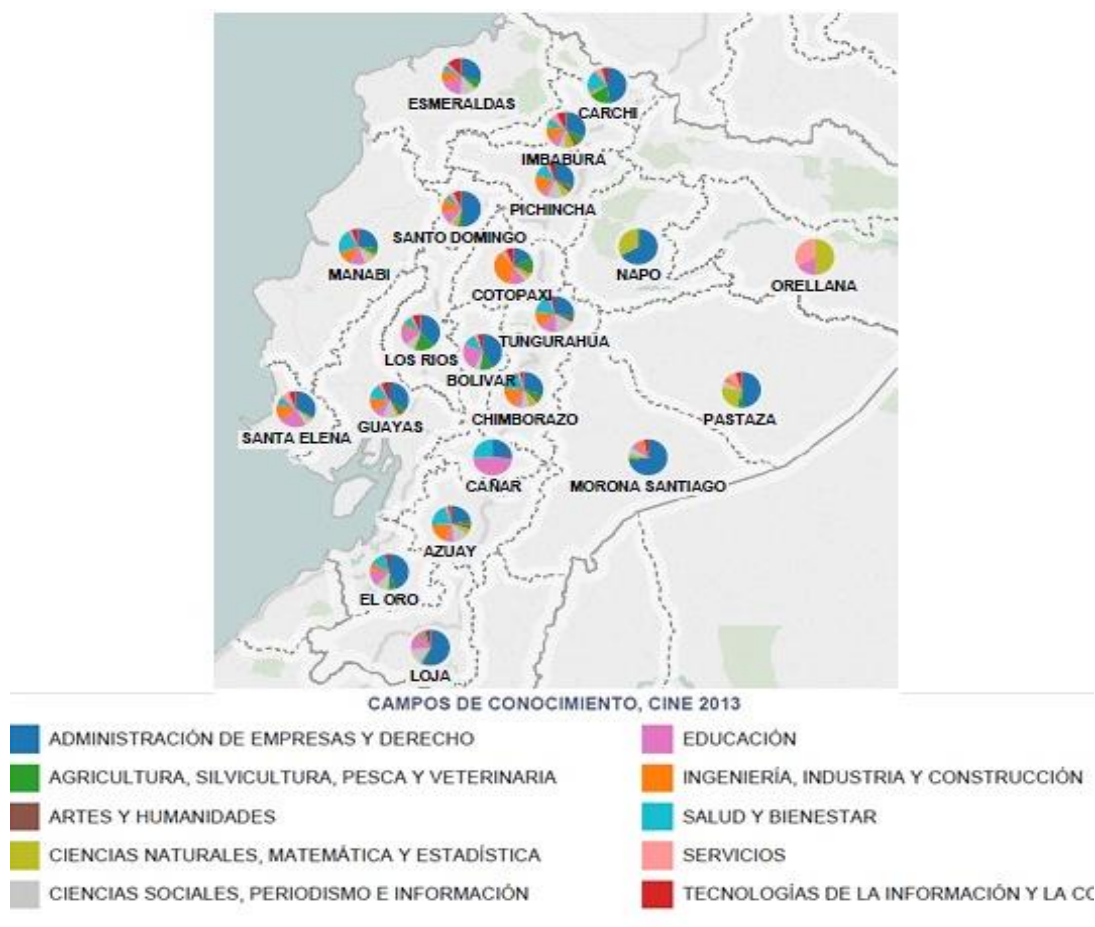 ESMERALDAS
CARCHI
IMBABURA
PICHINCHA
SANTO DOMINGO
MANABI
NAPO
ORELLANA
COTOPAXI
TUNGURAHUA
LOS RIOS
BOLIVAR
CHIMBORAZO
PASTAZA
GUAYAS
SANTA ELENA
CAÑAR
MORONA SANTIAGO
AZUAY
EL ORO
LOJA
CAMPOS DE CONOCIMIENTO, CINE 2013
ADMINISTRACIÓN DE EMPRESAS Y DERECHO
AGRICULTURA, SILVICULTURA, PESCA Y VETERINARIA
ARTES Y HUMANIDADES
CIENCIAS NATURALES, MATEMÁTICA Y ESTADÍSTICA
CIENCIAS SOCIALES, PERIODISMO E INFORMACIÓN
EDUCACIÓN
INGENIERÍA, INDUSTRIA Y CONSTRUCCIÓN
SALUD Y BIENESTAR
SERVICIOS
TECNOLOGÍAS DE LA INFORMACIÓN Y LA CO